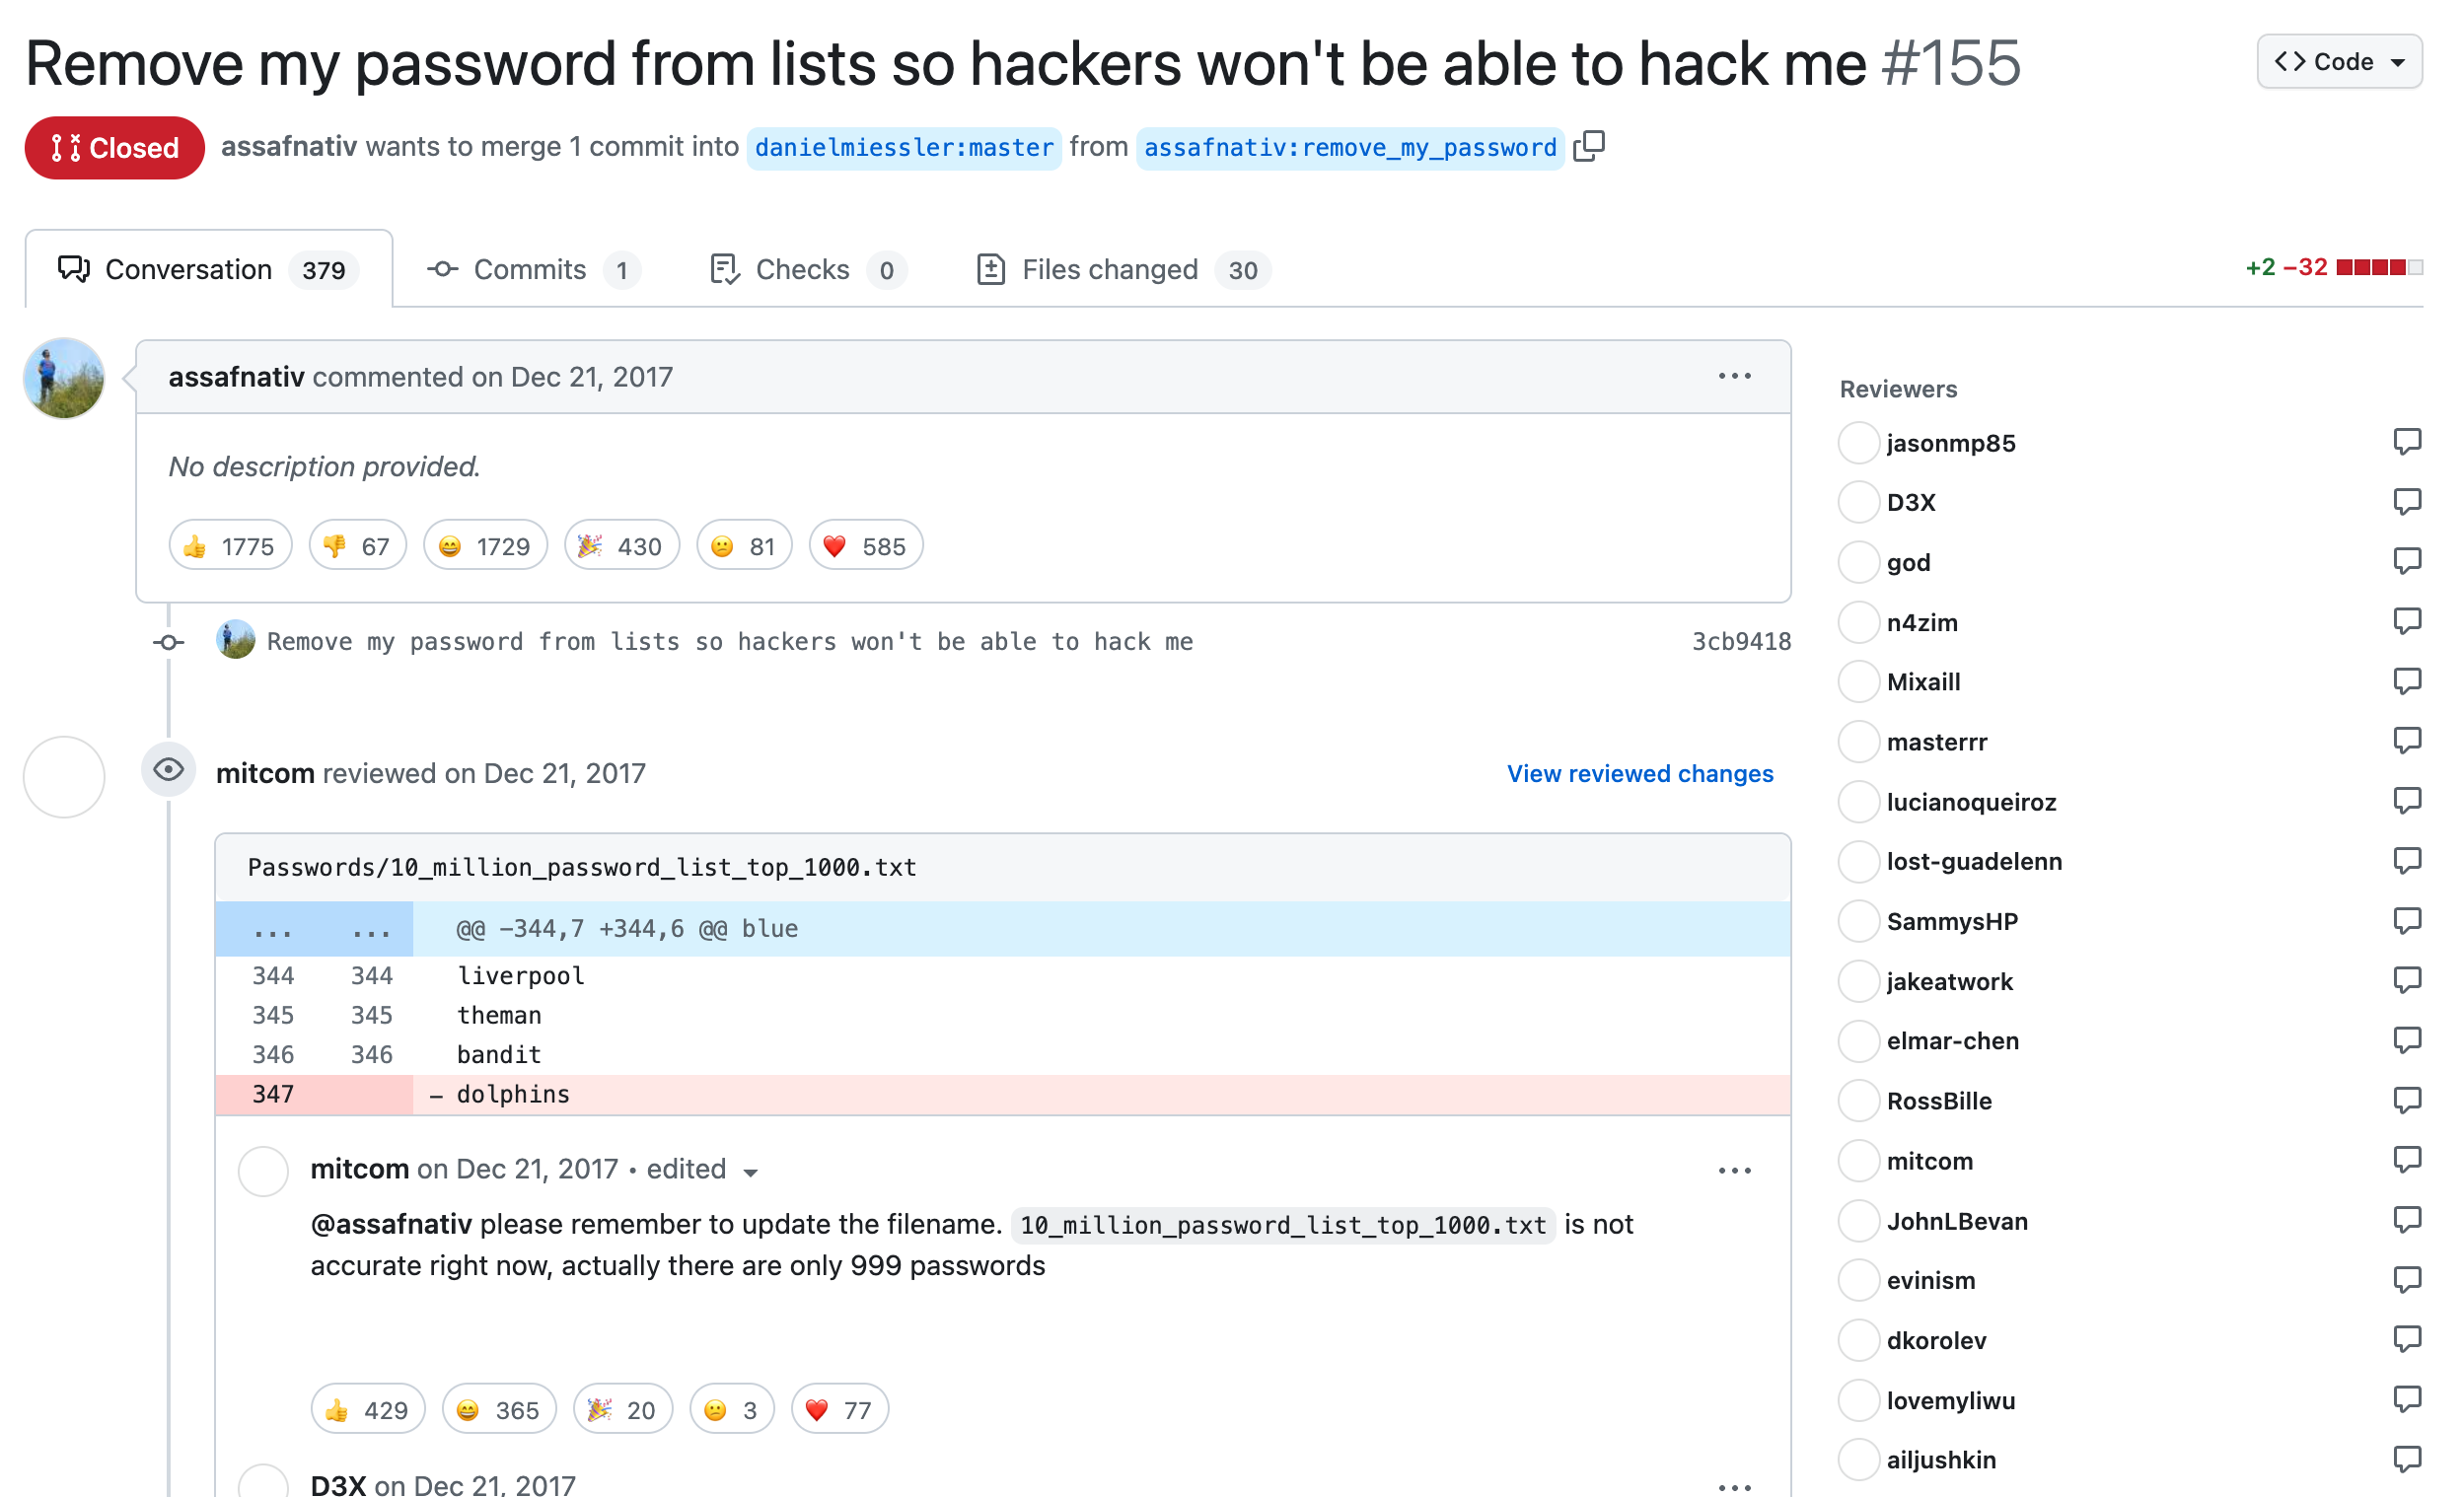 Remove my password from lists so hackers won't be able to hack me #155
Code
Closed
assafnativ wants to merge 1 commit into danielmiessler:master from assafnativ:remove_my_password
Conversation 379
Commits 1
Checks 0
Files changed 30
+2 −32
assafnativ commented on Dec 21, 2017
...
No description provided.
👍 1775 👎 67 😄 1729 🎉 430 😕 81 ❤️ 585
Remove my password from lists so hackers won't be able to hack me 3cb9418
mitcom reviewed on Dec 21, 2017
View reviewed changes
Passwords/10_million_password_list_top_1000.txt
... ... @@ −344,7 +344,6 @@ blue
344 344 liverpool
345 345 theman
346 346 bandit
347 − dolphins
mitcom on Dec 21, 2017 • edited
...
@assafnativ please remember to update the filename. 10_million_password_list_top_1000.txt is not
accurate right now, actually there are only 999 passwords
👍 429 😄 365 🎉 20 😕 3 ❤️ 77
D3X on Dec 21, 2017
...
Reviewers
jasonmp85
D3X
god
n4zim
Mixaill
masterrr
lucianoqueiroz
lost-guadelenn
SammysHP
jakeatwork
elmar-chen
RossBille
mitcom
JohnLBevan
evinism
dkorolev
lovemyliwu
ailjushkin